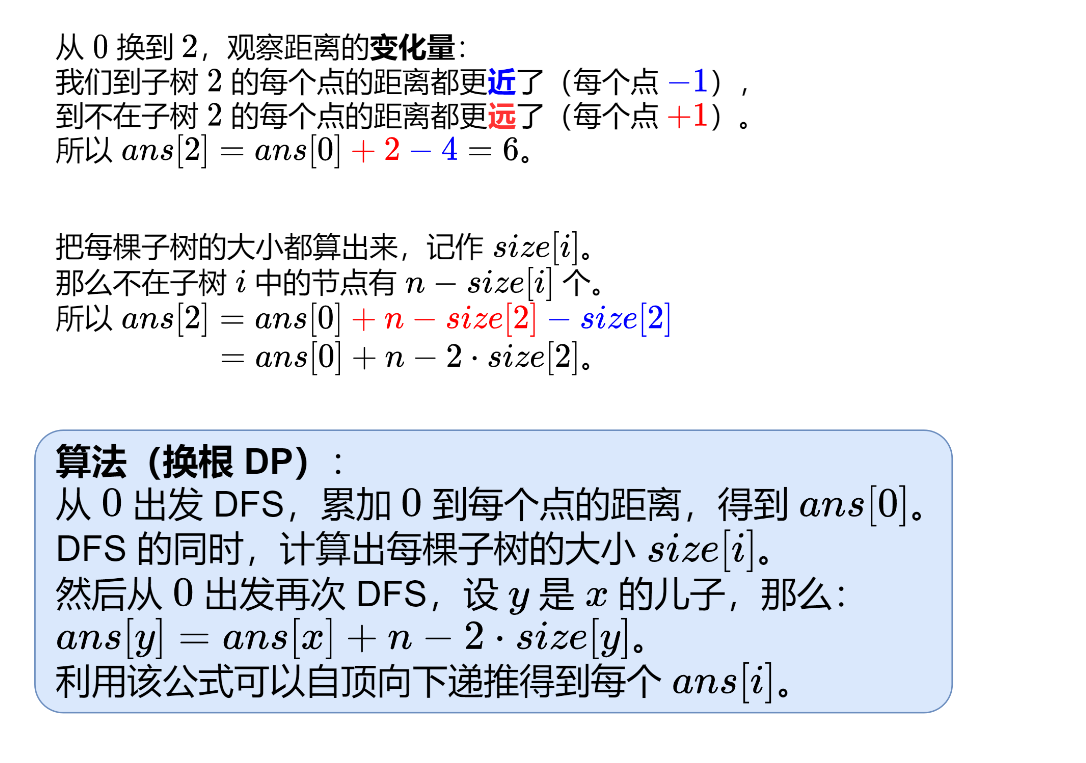 从 0 换到 2，观察距离的变化量：
我们到子树 2 的每个点的距离都更近了（每个点 −1），
到不在子树 2 的每个点的距离都更远了（每个点 +1）。
所以 ans[2] = ans[0] + 2 − 4 = 6。
把每棵子树的大小都算出来，记作 size[i]。
那么不在子树 i 中的节点有 n − size[i] 个。
所以 ans[2] = ans[0] + n − size[2] − size[2]
= ans[0] + n − 2 · size[2]。
算法（换根 DP）：
从 0 出发 DFS，累加 0 到每个点的距离，得到 ans[0]。
DFS 的同时，计算出每棵子树的大小 size[i]。
然后从 0 出发再次 DFS，设 y 是 x 的儿子，那么：
ans[y] = ans[x] + n − 2 · size[y]。
利用该公式可以自顶向下递推得到每个 ans[i]。